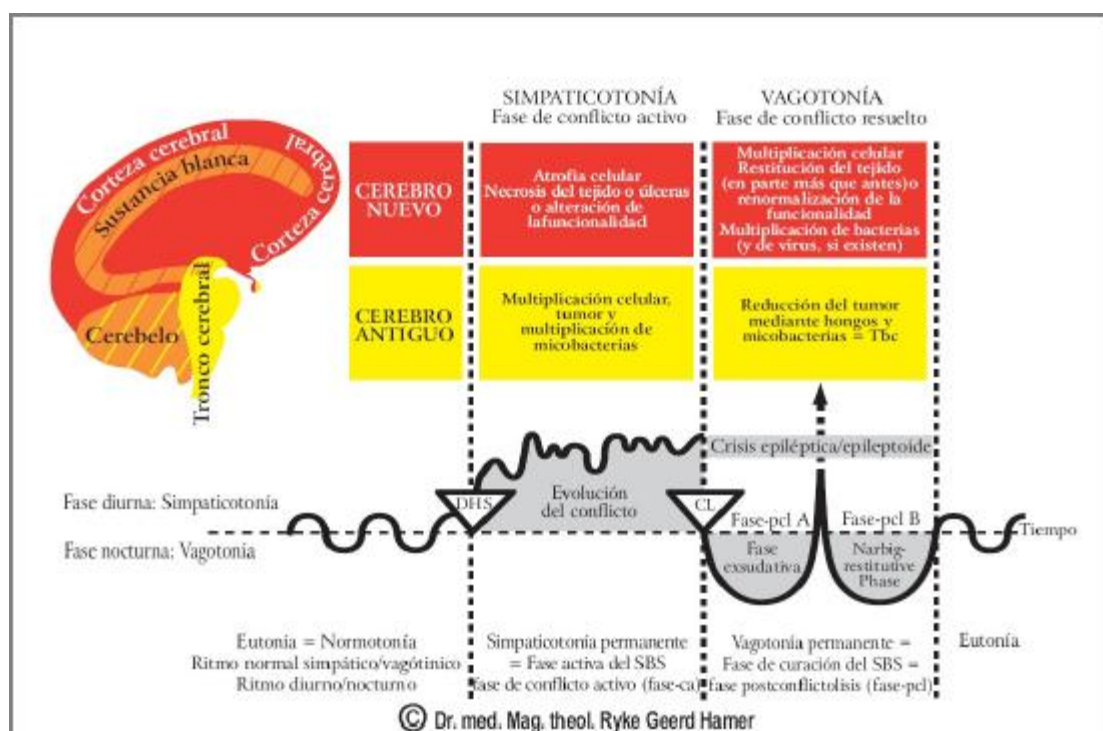 SIMPATICOTONÍA
Fase de conflicto activo
VAGOTONÍA
Fase de conflicto resuelto
Corteza cerebral
Corteza cerebral
cerebral
Sustancia blanca
Cerebelo
Tronco cerebral
CEREBRO
NUEVO
Atrofia celular
Necrosis del tejido o úlceras
o alteración de
lafuncionalidad
Multiplicación celular
Restitución del tejido
(en parte más que antes)o
renormalización de la
funcionalidad
Multiplicación de bacterias
(y de virus, si existen)
CEREBRO
ANTIGUO
Multiplicación celular,
tumor y
multiplicación de
micobacterias
Reducción del tumor
mediante hongos y
micobacterias = Tbc
Crisis epiléptica/epileptoide
Fase diurna: Simpaticotonía
DHS
Evolución
del conflicto
CL
Fase-pcl A
Fase-pcl B
Tiempo
Fase nocturna: Vagotonía
Fase
exsudativa
Narbig-
restitutive
Phase
Eutonía = Normotonía
Ritmo normal simpático/vagótinico
Ritmo diurno/nocturno
Simpaticotonía permanente
= Fase activa del SBS
fase de conflicto activo (fase-ca)
Vagotonía permanente =
Fase de curación del SBS =
fase postconflictolisis (fase-pcl)
Eutonía
© Dr. med. Mag. theol. Ryke Geerd Hamer